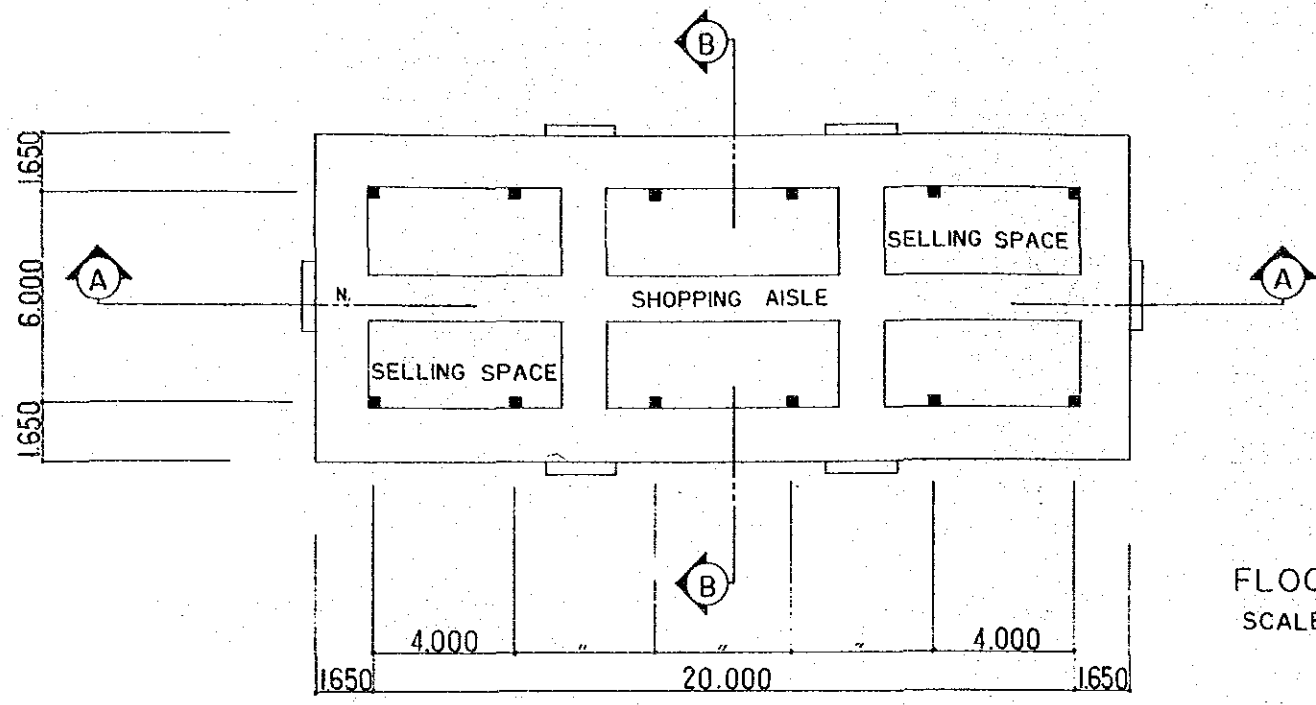 B
1.650
6.000
1.650
A
A
N.
SELLING SPACE
SHOPPING AISLE
SELLING SPACE
B
4.000 〃 〃 〃 4.000
1.650 20.000 1.650
FLOO
SCALE